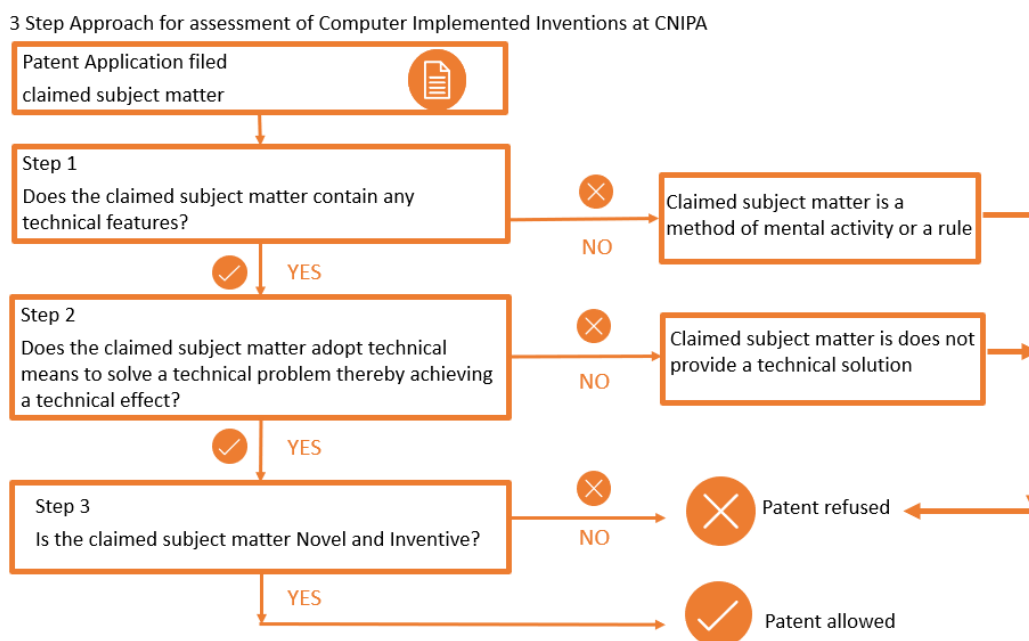 3 Step Approach for assessment of Computer Implemented Inventions at CNIPA
Patent Application filed
claimed subject matter
Step 1
Does the claimed subject matter contain any
technical features?
NO
Claimed subject matter is a
method of mental activity or a rule
YES
Step 2
Does the claimed subject matter adopt technical
means to solve a technical problem thereby achieving
a technical effect?
NO
Claimed subject matter is does not
provide a technical solution
YES
Step 3
Is the claimed subject matter Novel and Inventive?
NO
Patent refused
YES
Patent allowed